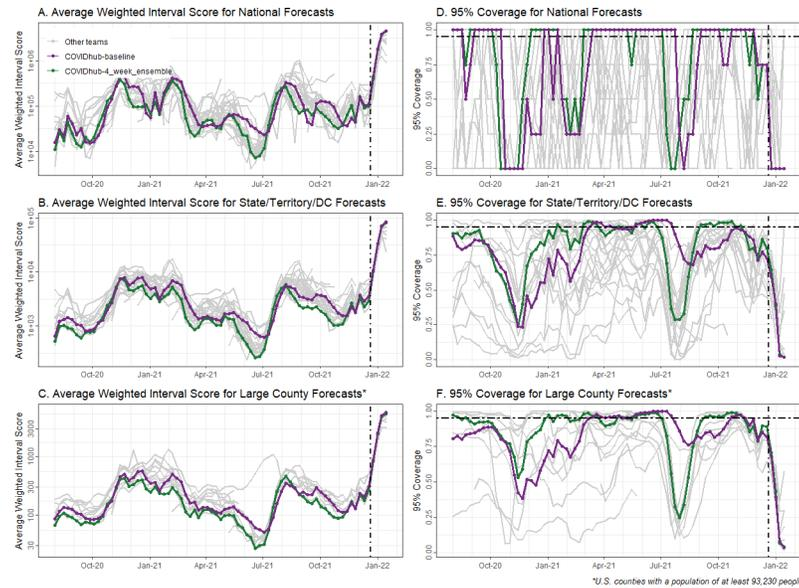 A. Average Weighted Interval Score for National Forecasts
Average Weighted Interval Score
1e+06
1e+05
1e+04
Other teams
COVIDhub-baseline
COVIDhub-4_week_ensemble
Oct-20 Jan-21 Apr-21 Jul-21 Oct-21 Jan-22
D. 95% Coverage for National Forecasts
95% Coverage
1.00
0.75
0.50
0.25
0.00
Oct-20 Jan-21 Apr-21 Jul-21 Oct-21 Jan-22
B. Average Weighted Interval Score for State/Territory/DC Forecasts
Average Weighted Interval Score
1e+05
1e+04
1e+03
Oct-20 Jan-21 Apr-21 Jul-21 Oct-21 Jan-22
E. 95% Coverage for State/Territory/DC Forecasts
95% Coverage
1.00
0.75
0.50
0.25
0.00
Oct-20 Jan-21 Apr-21 Jul-21 Oct-21 Jan-22
C. Average Weighted Interval Score for Large County Forecasts*
Average Weighted Interval Score
3000
1000
300
100
30
Oct-20 Jan-21 Apr-21 Jul-21 Oct-21 Jan-22
F. 95% Coverage for Large County Forecasts*
95% Coverage
1.00
0.75
0.50
0.25
0.00
Oct-20 Jan-21 Apr-21 Jul-21 Oct-21 Jan-22
*U.S. counties with a population of at least 93,230 peopl